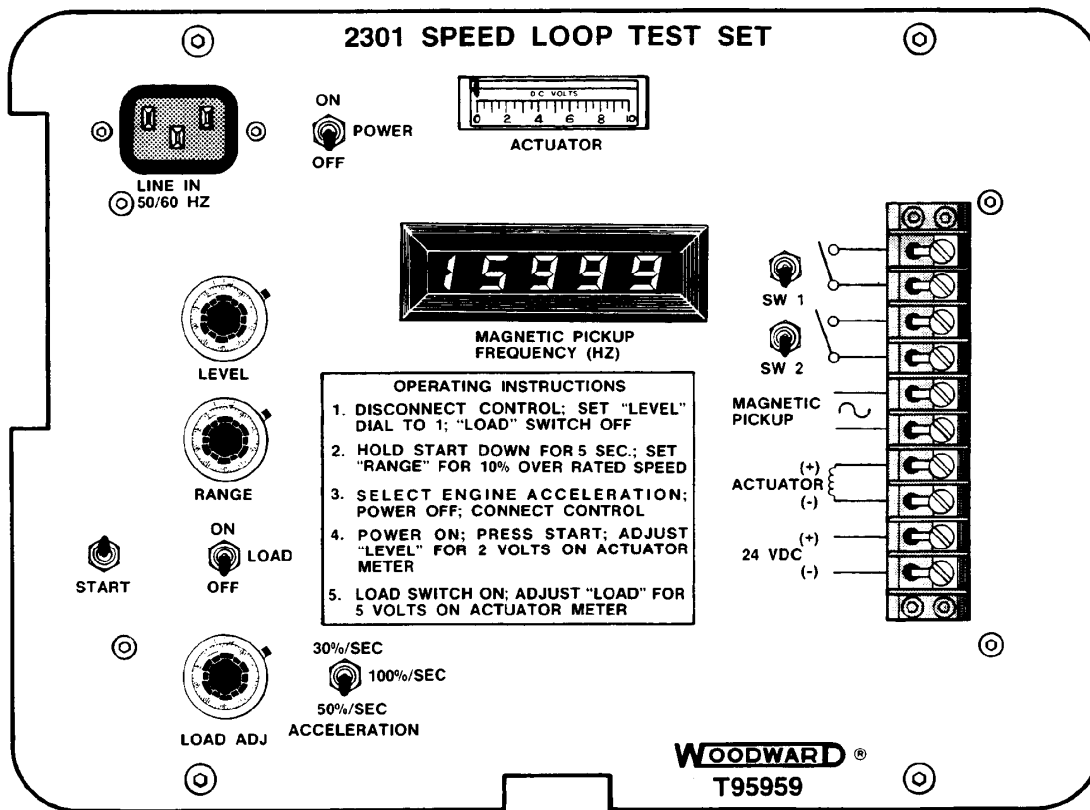 2301 SPEED LOOP TEST SET
LINE IN
50/60 HZ
ON
POWER
OFF
DC VOLTS
0 2 4 6 8 10
ACTUATOR
15999
MAGNETIC PICKUP
FREQUENCY (HZ)
LEVEL
RANGE
START
ON
LOAD
OFF
LOAD ADJ
OPERATING INSTRUCTIONS
1. DISCONNECT CONTROL; SET "LEVEL"
DIAL TO 1; "LOAD" SWITCH OFF
2. HOLD START DOWN FOR 5 SEC.; SET
"RANGE" FOR 10% OVER RATED SPEED
3. SELECT ENGINE ACCELERATION;
POWER OFF; CONNECT CONTROL
4. POWER ON; PRESS START; ADJUST
"LEVEL" FOR 2 VOLTS ON ACTUATOR
METER
5. LOAD SWITCH ON; ADJUST "LOAD" FOR
5 VOLTS ON ACTUATOR METER
30%/SEC
100%/SEC
50%/SEC
ACCELERATION
SW 1
SW 2
MAGNETIC
PICKUP
(+)
ACTUATOR
(-)
(+)
24 VDC
(-)
WOODWARD ®
T95959